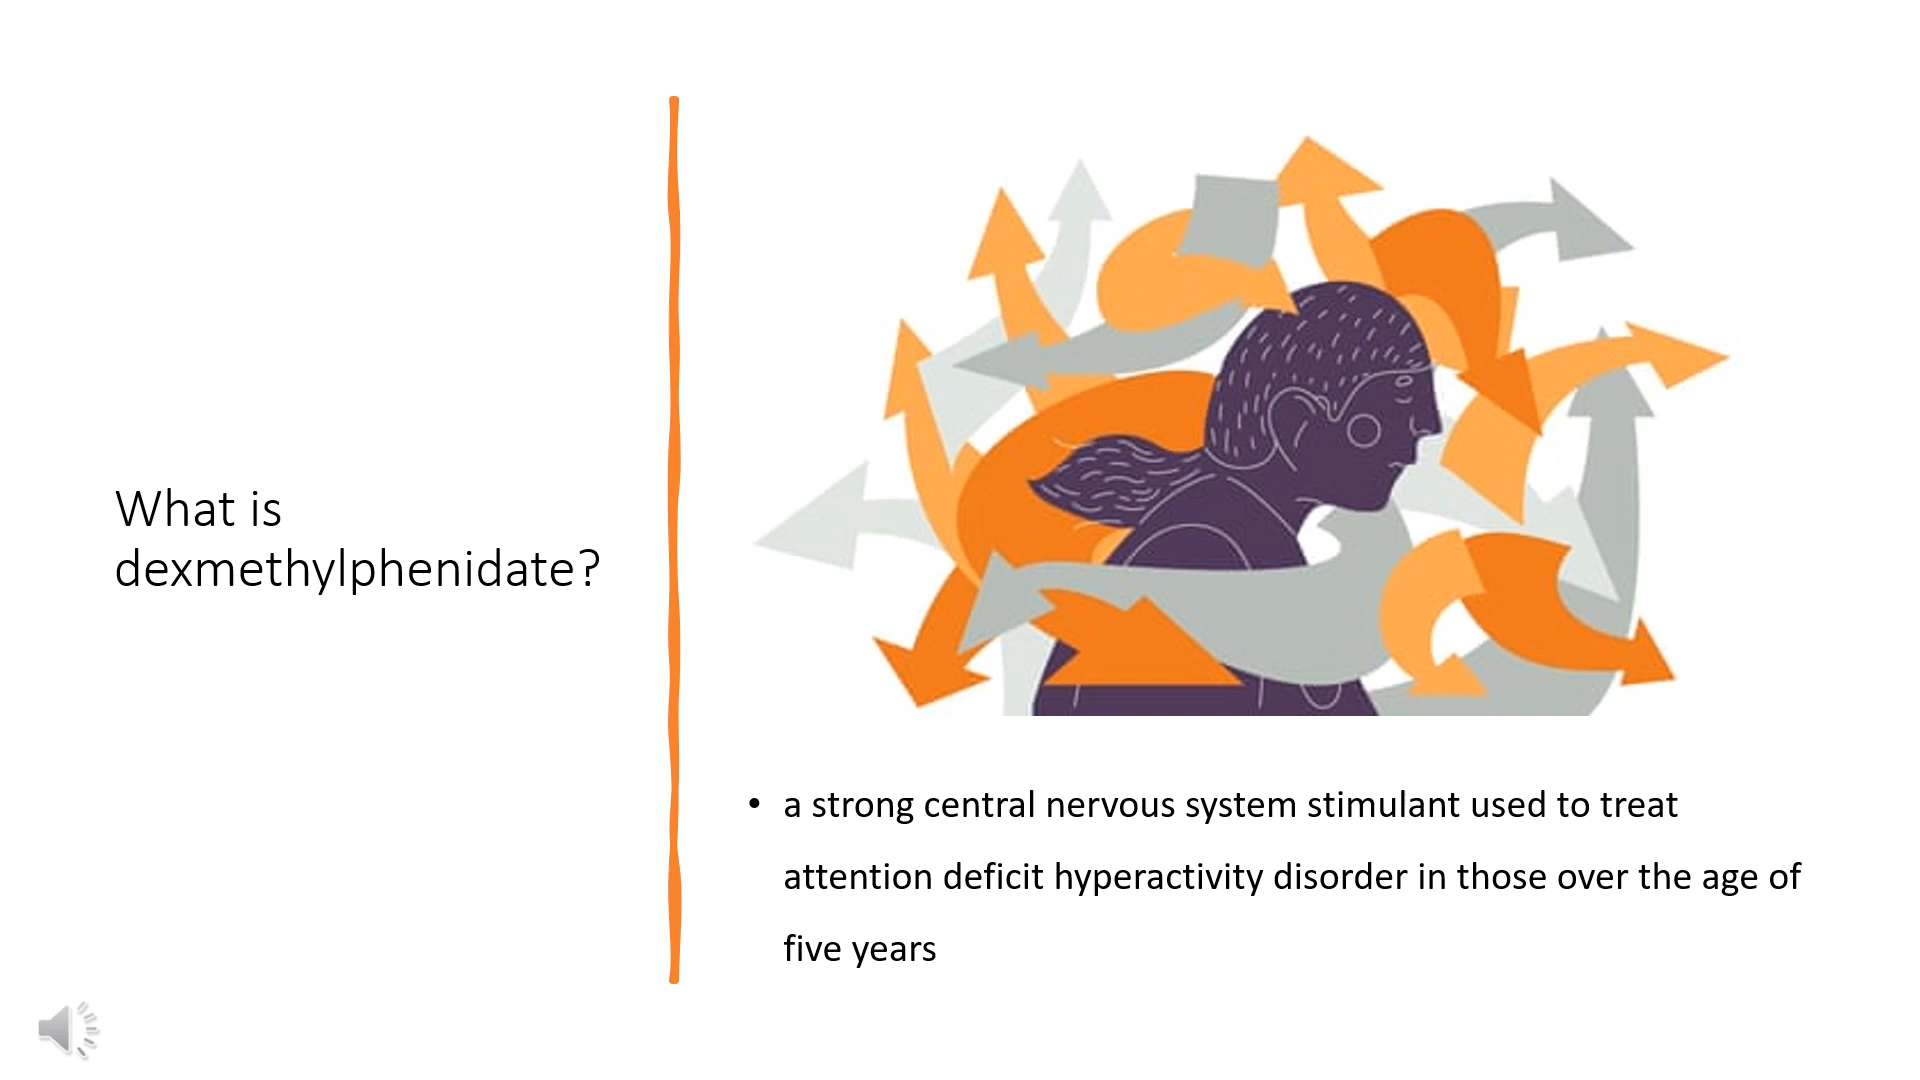 What is
dexmethylphenidate?
• a strong central nervous system stimulant used to treat
attention deficit hyperactivity disorder in those over the age of
five years